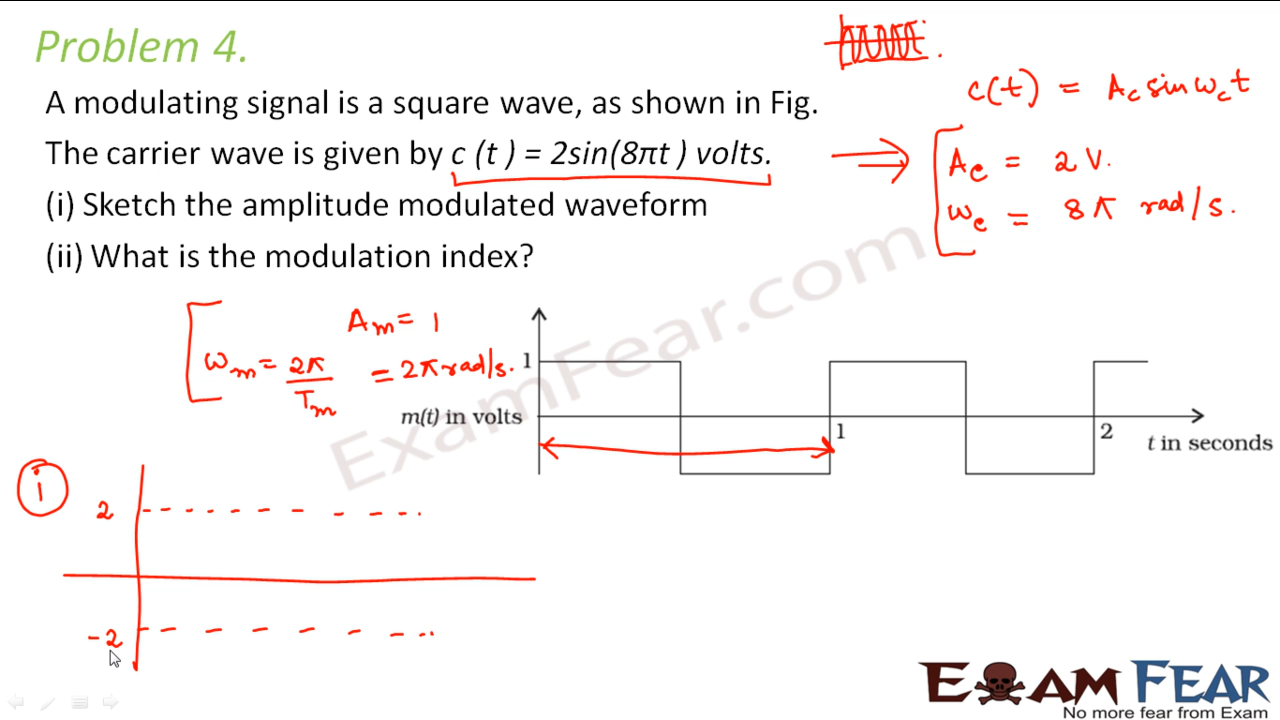 Problem 4.
A modulating signal is a square wave, as shown in Fig.
The carrier wave is given by c (t ) = 2sin(8πt ) volts.
(i) Sketch the amplitude modulated waveform
(ii) What is the modulation index?
c(t) = Ac sin ωc t
⇒ Ac = 2 V.
ωc = 8π rad/s.
Am = 1
ωm = 2π/Tm = 2π rad/s.
1
m(t) in volts
1
2
t in seconds
i
2
-2
ExamFear.com
EXAM FEAR
No more fear from Exam